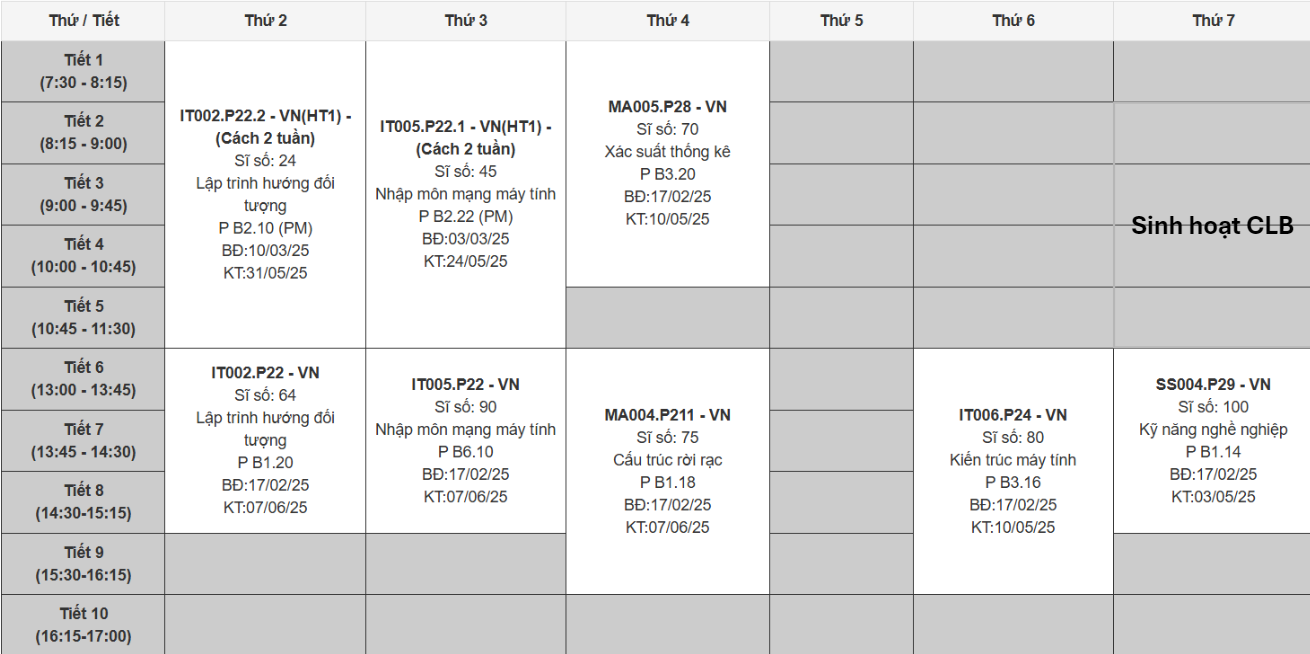 Thứ / Tiết
Thứ 2
Thứ 3
Thứ 4
Thứ 5
Thứ 6
Thứ 7
Tiết 1
(7:30 - 8:15)
Tiết 2
(8:15 - 9:00)
Tiết 3
(9:00 - 9:45)
Tiết 4
(10:00 - 10:45)
Tiết 5
(10:45 - 11:30)
IT002.P22.2 - VN(HT1) -
(Cách 2 tuần)
Sĩ số: 24
Lập trình hướng đối
tượng
P B2.10 (PM)
BĐ:10/03/25
KT:31/05/25
IT005.P22.1 - VN(HT1) -
(Cách 2 tuần)
Sĩ số: 45
Nhập môn mạng máy tính
P B2.22 (PM)
BĐ:03/03/25
KT:24/05/25
MA005.P28 - VN
Sĩ số: 70
Xác suất thống kê
P B3.20
BĐ:17/02/25
KT:10/05/25
Sinh hoạt CLB
Tiết 6
(13:00 - 13:45)
Tiết 7
(13:45 - 14:30)
Tiết 8
(14:30-15:15)
Tiết 9
(15:30-16:15)
Tiết 10
(16:15-17:00)
IT002.P22 - VN
Sĩ số: 64
Lập trình hướng đối
tượng
P B1.20
BĐ:17/02/25
KT:07/06/25
IT005.P22 - VN
Sĩ số: 90
Nhập môn mạng máy tính
P B6.10
BĐ:17/02/25
KT:07/06/25
MA004.P211 - VN
Sĩ số: 75
Cấu trúc rời rạc
P B1.18
BĐ:17/02/25
KT:07/06/25
IT006.P24 - VN
Sĩ số: 80
Kiến trúc máy tính
P B3.16
BĐ:17/02/25
KT:10/05/25
SS004.P29 - VN
Sĩ số: 100
Kỹ năng nghề nghiệp
P B1.14
BĐ:17/02/25
KT:03/05/25